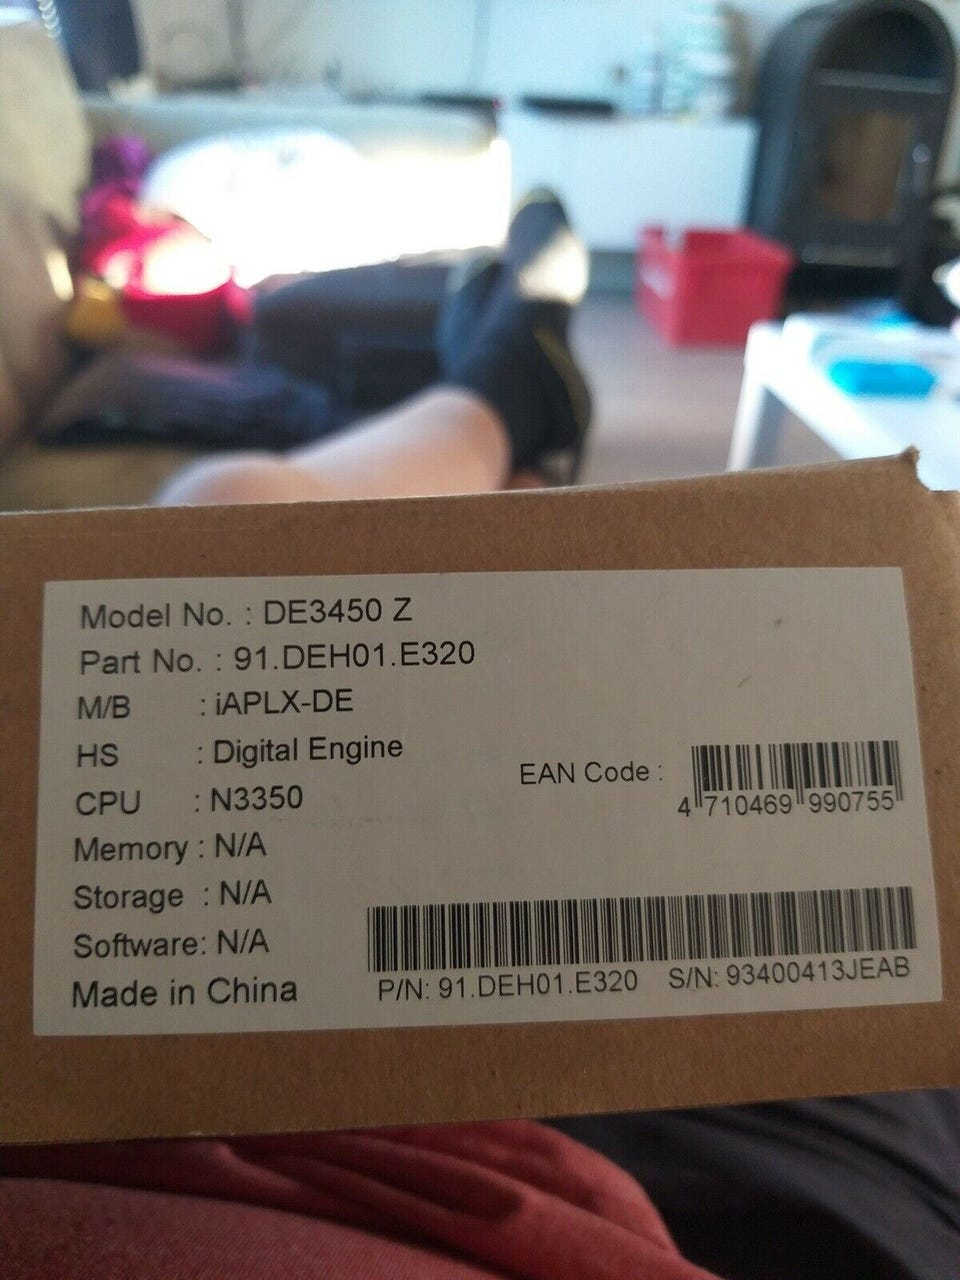 Model No. : DE3450 Z
Part No. : 91.DEH01.E320
M/B : iAPLX-DE
HS : Digital Engine
CPU : N3350
Memory : N/A
Storage : N/A
Software: N/A
Made in China
EAN Code :
4 710469 990755
P/N: 91.DEH01.E320 S/N: 93400413JEAB